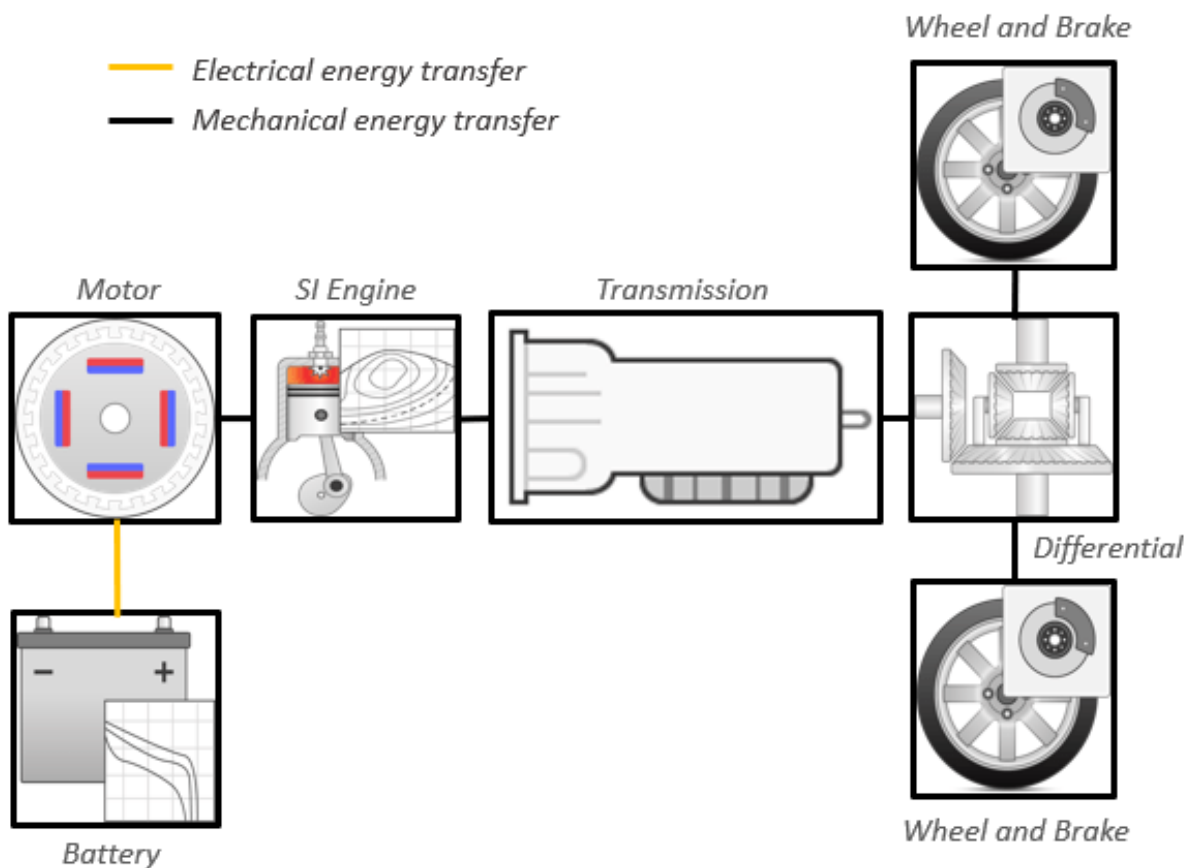 Wheel and Brake
Electrical energy transfer
Mechanical energy transfer
Motor
SI Engine
Transmission
Differential
− +
Battery
Wheel and Brake